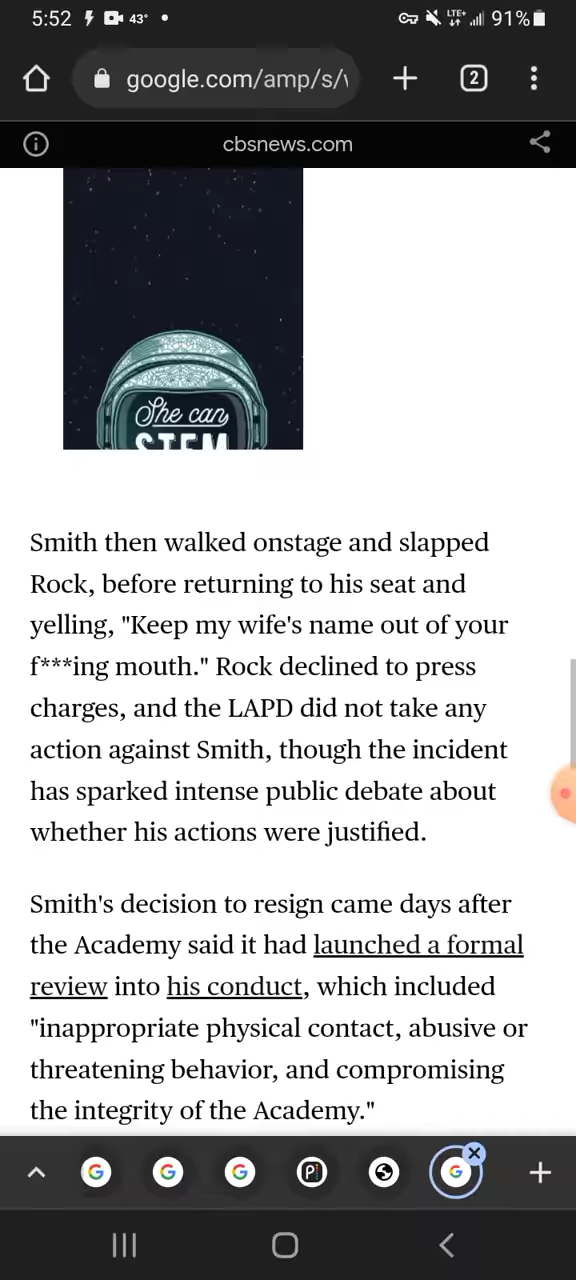 5:52 43° LTE+ 91%
google.com/amp/s/
2
cbsnews.com
She can
STEM
Smith then walked onstage and slapped
Rock, before returning to his seat and
yelling, "Keep my wife's name out of your
f***ing mouth." Rock declined to press
charges, and the LAPD did not take any
action against Smith, though the incident
has sparked intense public debate about
whether his actions were justified.
Smith's decision to resign came days after
the Academy said it had launched a formal
review into his conduct, which included
"inappropriate physical contact, abusive or
threatening behavior, and compromising
the integrity of the Academy."
G G G P G